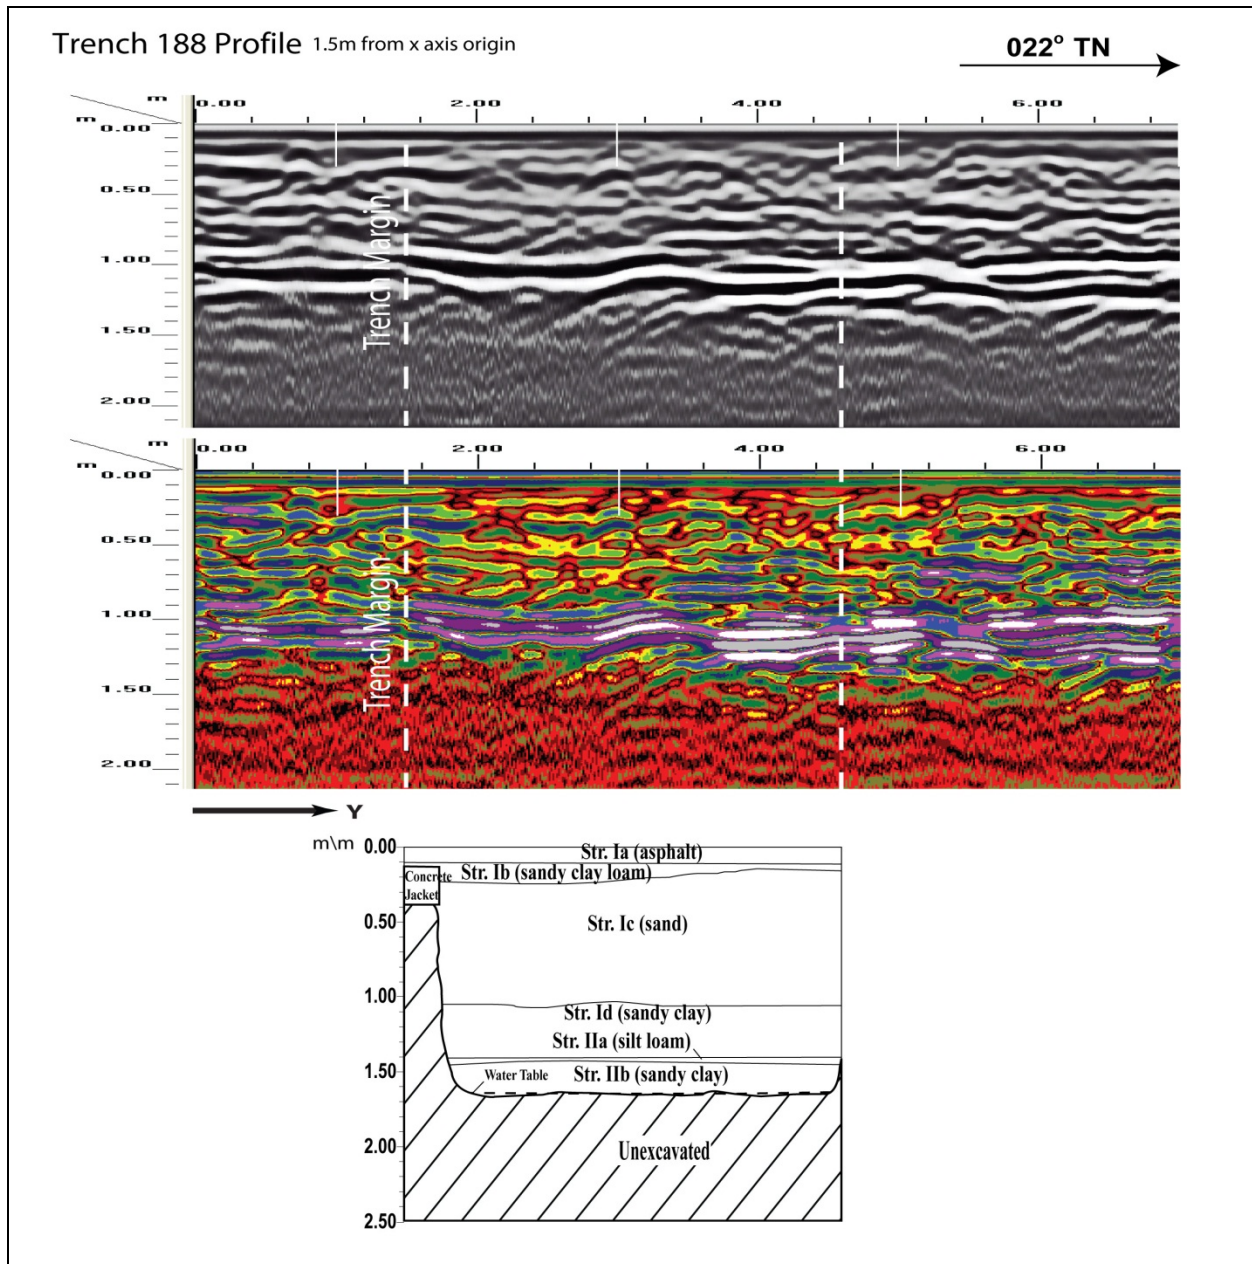 Trench 188 Profile 1.5m from x axis origin
022° TN
m 0.00 2.00 4.00 6.00
m
0.00
0.50
1.00
1.50
2.00
Trench Margin
m 0.00 2.00 4.00 6.00
m
0.00
0.50
1.00
1.50
2.00
Trench Margin
Y
m\m 0.00
0.50
1.00
1.50
2.00
2.50
Str. Ia (asphalt)
Concrete
Jacket
Str. Ib (sandy clay loam)
Str. Ic (sand)
Str. Id (sandy clay)
Str. IIa (silt loam)
Water Table
Str. IIb (sandy clay)
Unexcavated